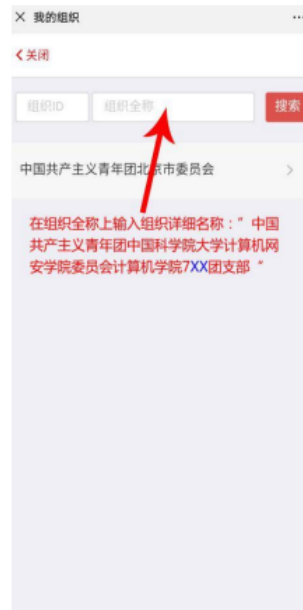 × 我的组织 ...
<关闭
组织ID 组织全称 搜索
中国共产主义青年团北京市委员会 >
在组织全称上输入组织详细名称：”中国
共产主义青年团中国科学院大学计算机网
安学院委员会计算机学院7XX团支部 ”